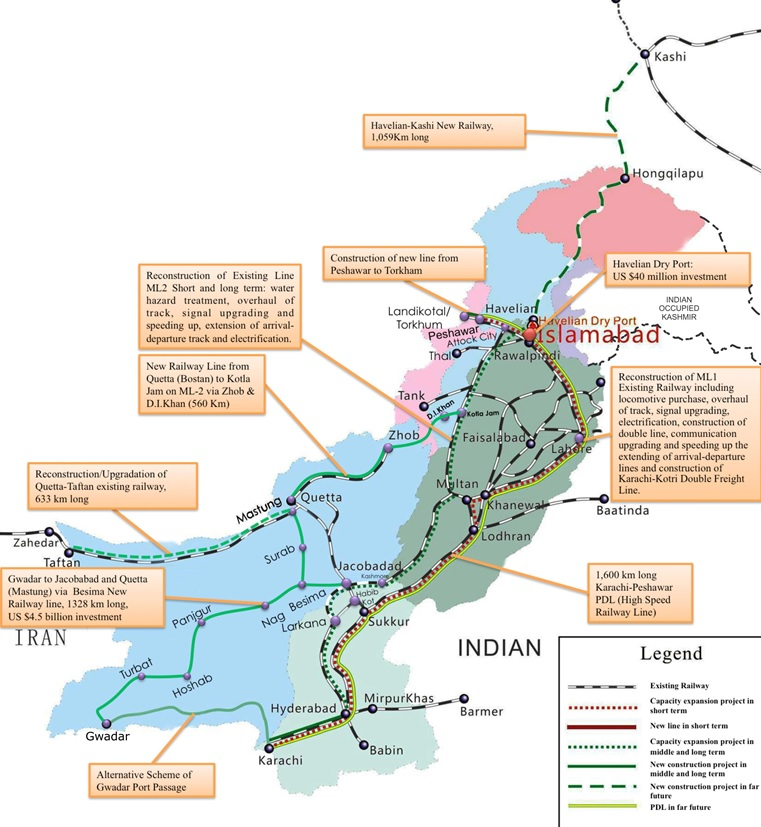 Kashi
Havelian-Kashi New Railway,
1,059Km long
Hongqilapu
Construction of new line from
Peshawar to Torkham
Havelian Dry Port:
US $40 million investment
Reconstruction of Existing Line
ML2 Short and long term: water
hazard treatment, overhaul of
track, signal upgrading and
speeding up, extension of arrival-
departure track and electrification.
INDIAN
OCCUPIED
KASHMIR
Landikotal/
Torkhum
Havelian
Havelian Dry Port
Islamabad
Peshawar
Attock City
Rawalpindi
Thal
New Railway Line from
Quetta (Bostan) to Kotla
Jam on ML-2 via Zhob &
D.I.Khan (560 Km)
Reconstruction of ML1
Existing Railway including
locomotive purchase, overhaul
of track, signal upgrading,
electrification, construction of
double line, communication
upgrading and speeding up the
extending of arrival-departure
lines and construction of
Karachi-Kotri Double Freight
Line.
Tank
D.I.Khan
Kotla Jam
Zhob
Faisalabad
Lahore
Reconstruction/Upgradation of
Quetta-Taftan existing railway,
633 km long
Multan
Khanewal
Mastung
Quetta
Baatinda
Zahedar
Taftan
Lodhran
Surab
Gwadar to Jacobabad and Quetta
(Mastung) via Besima New
Railway line, 1328 km long,
US $4.5 billion investment
Jacobadad
Kashmore
1,600 km long
Karachi-Peshawar
PDL (High Speed
Railway Line)
Besima
Nag
Habib
Kot
Panjgur
Larkana
Sukkur
IRAN
INDIAN
Turbat
Hoshab
Hyderabad
MirpurKhas
Barmer
Gwadar
Babin
Karachi
Alternative Scheme of
Gwadar Port Passage
Legend
Existing Railway
Capacity expansion project in
short term
New line in short term
Capacity expansion project in
middle and long term
New construction project in
middle and long term
New construction project in far
future
PDL in far future